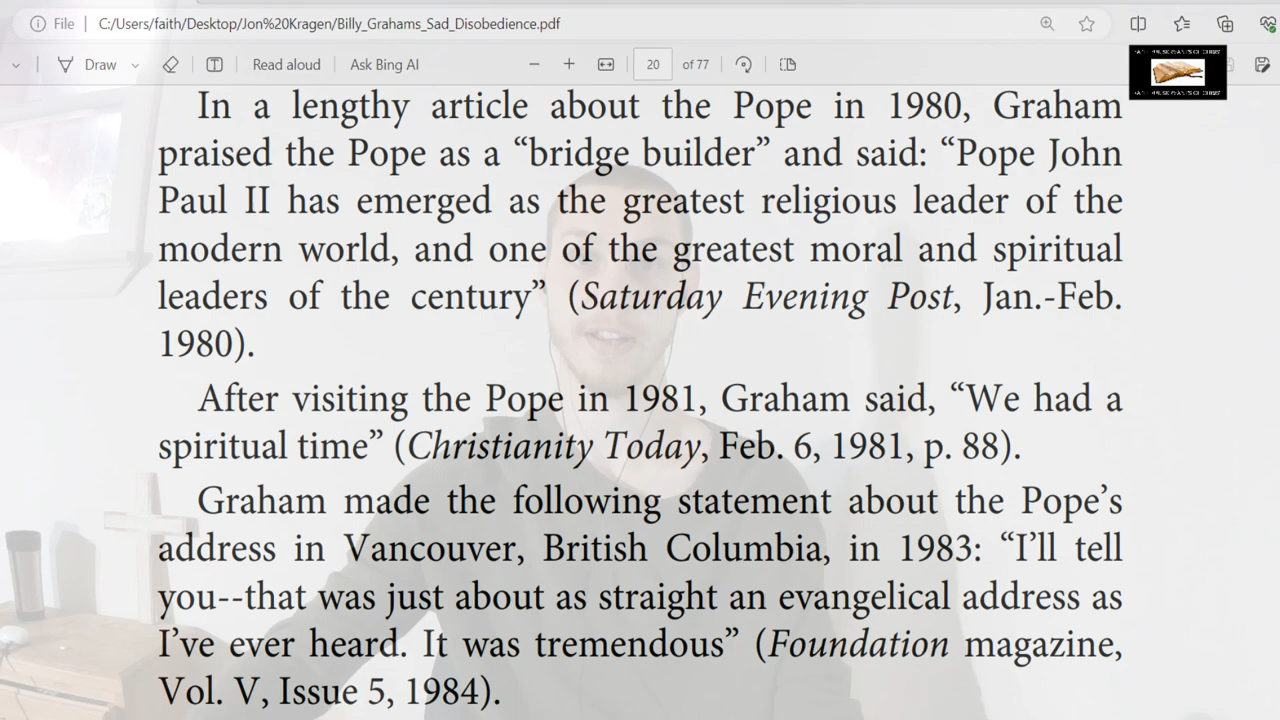 File | C:/Users/faith/Desktop/Jon%20Kragen/Billy_Grahams_Sad_Disobedience.pdf
Draw Read aloud Ask Bing AI 20 of 77
In a lengthy article about the Pope in 1980, Graham
praised the Pope as a “bridge builder” and said: “Pope John
Paul II has emerged as the greatest religious leader of the
modern world, and one of the greatest moral and spiritual
leaders of the century” (Saturday Evening Post, Jan.-Feb.
1980).
After visiting the Pope in 1981, Graham said, “We had a
spiritual time” (Christianity Today, Feb. 6, 1981, p. 88).
Graham made the following statement about the Pope’s
address in Vancouver, British Columbia, in 1983: “I’ll tell
you--that was just about as straight an evangelical address as
I’ve ever heard. It was tremendous” (Foundation magazine,
Vol. V, Issue 5, 1984).